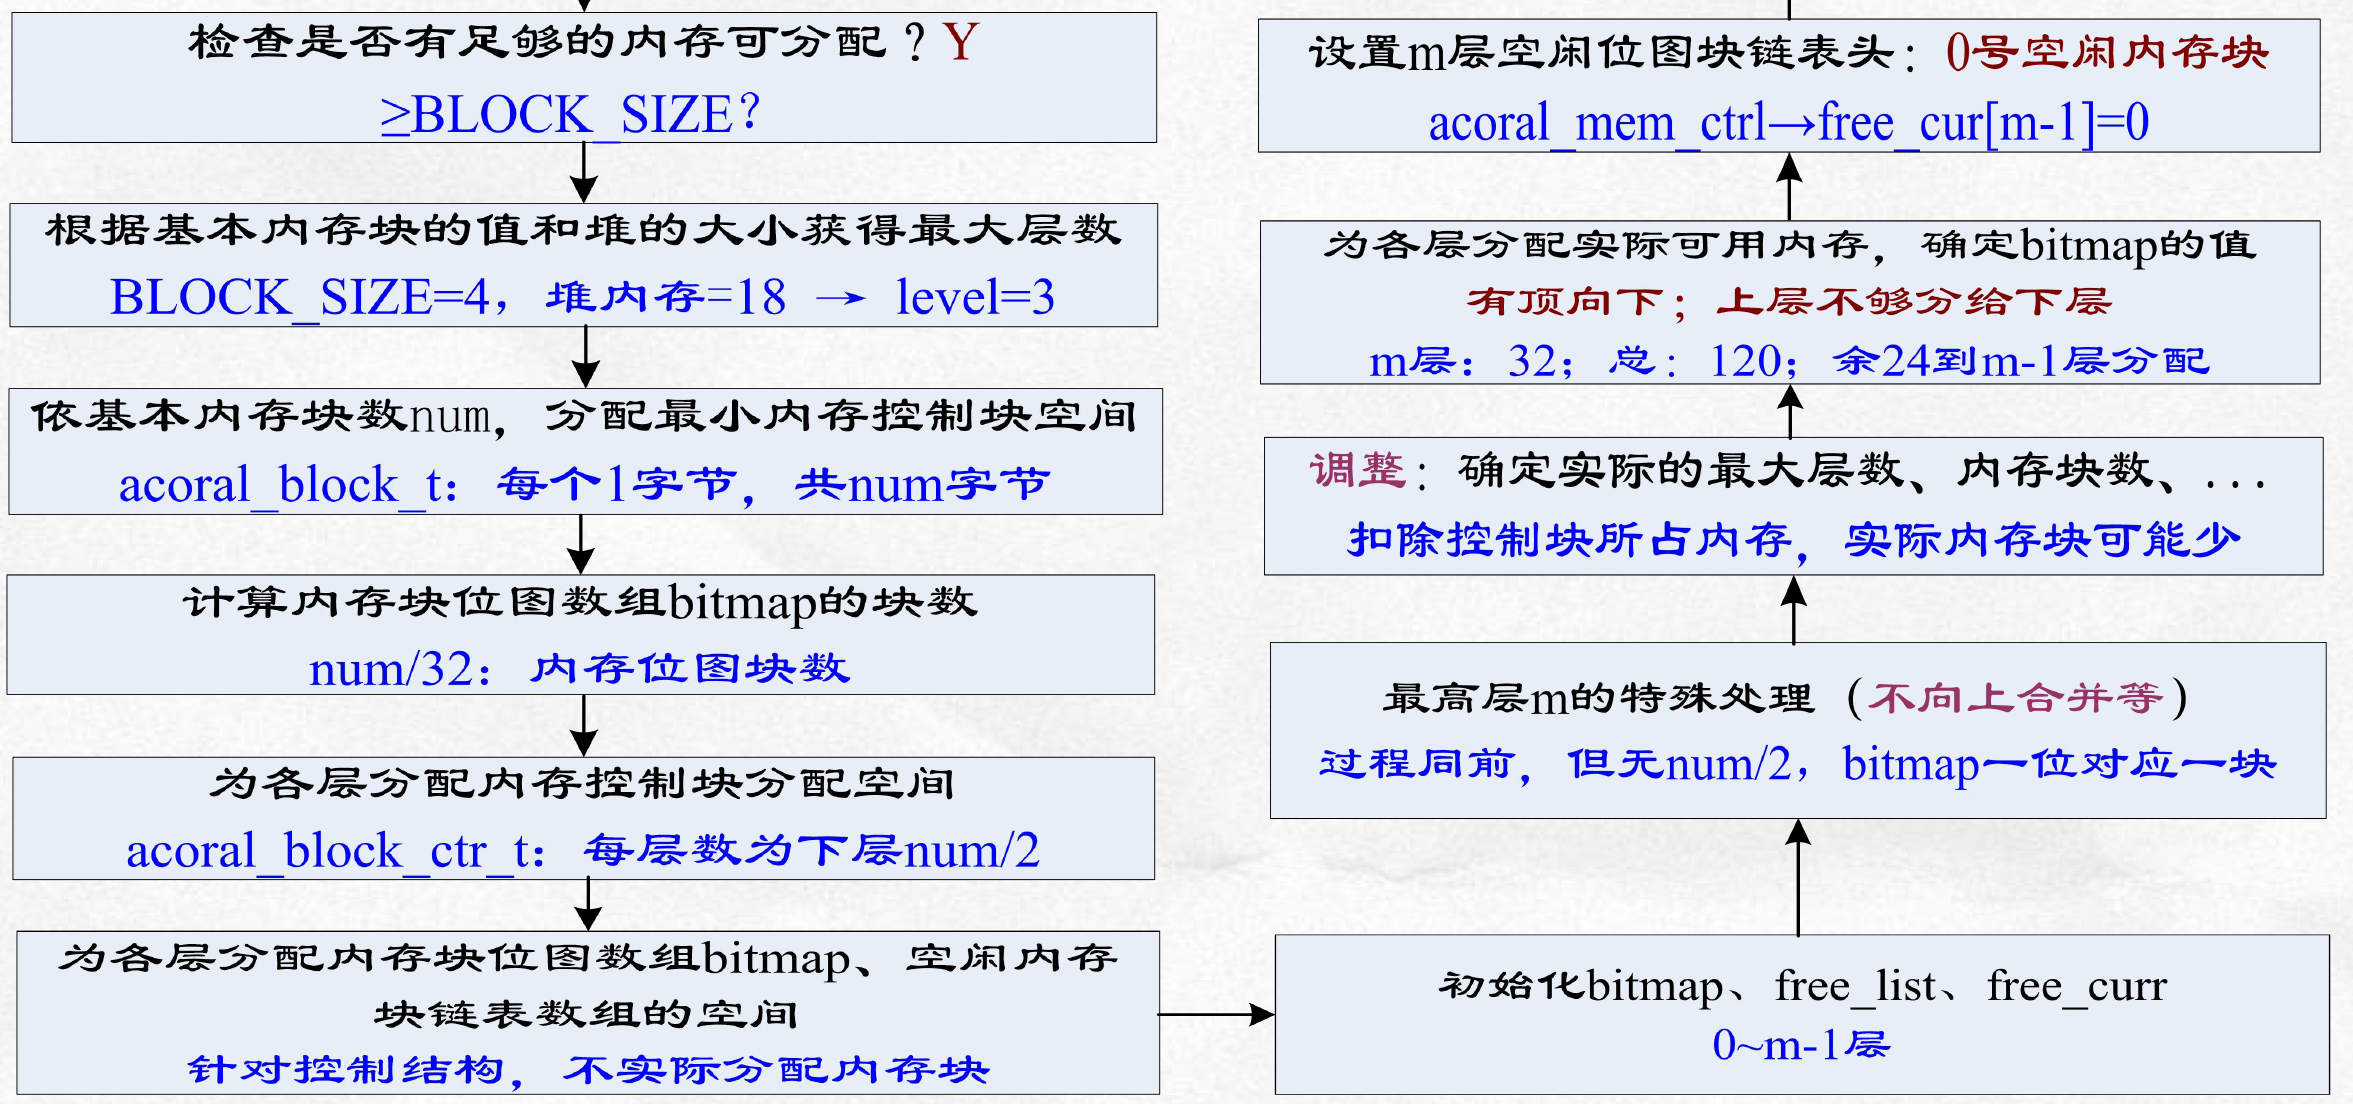 检查是否有足够的内存可分配？Y
≥BLOCK_SIZE?
根据基本内存块的值和堆的大小获得最大层数
BLOCK_SIZE=4，堆内存=18 → level=3
依基本内存块数num，分配最小内存控制块空间
acoral_block_t：每个1字节，共num字节
计算内存块位图数组bitmap的块数
num/32：内存位图块数
为各层分配内存控制块分配空间
acoral_block_ctr_t：每层数为下层num/2
为各层分配内存块位图数组bitmap、空闲内存
块链表数组的空间
针对控制结构，不实际分配内存块
初始化bitmap、free_list、free_curr
0~m-1层
最高层m的特殊处理（不向上合并等）
过程同前，但无num/2，bitmap一位对应一块
调整：确定实际的最大层数、内存块数、...
扣除控制块所占内存，实际内存块可能少
为各层分配实际可用内存，确定bitmap的值
有顶向下；上层不够分给下层
m层：32；总：120；余24到m-1层分配
设置m层空闲位图块链表头：0号空闲内存块
acoral_mem_ctrl→free_cur[m-1]=0